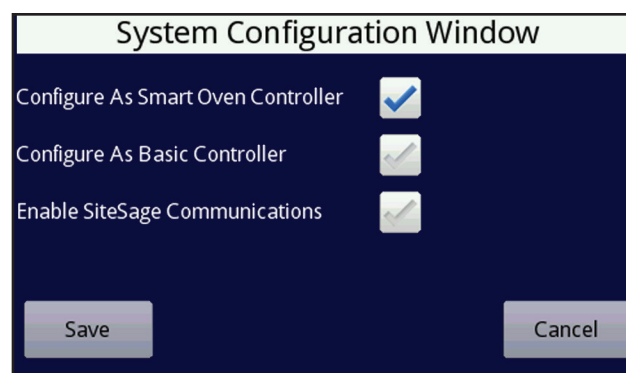 System Configuration Window
Configure As Smart Oven Controller
Configure As Basic Controller
Enable SiteSage Communications
Save
Cancel